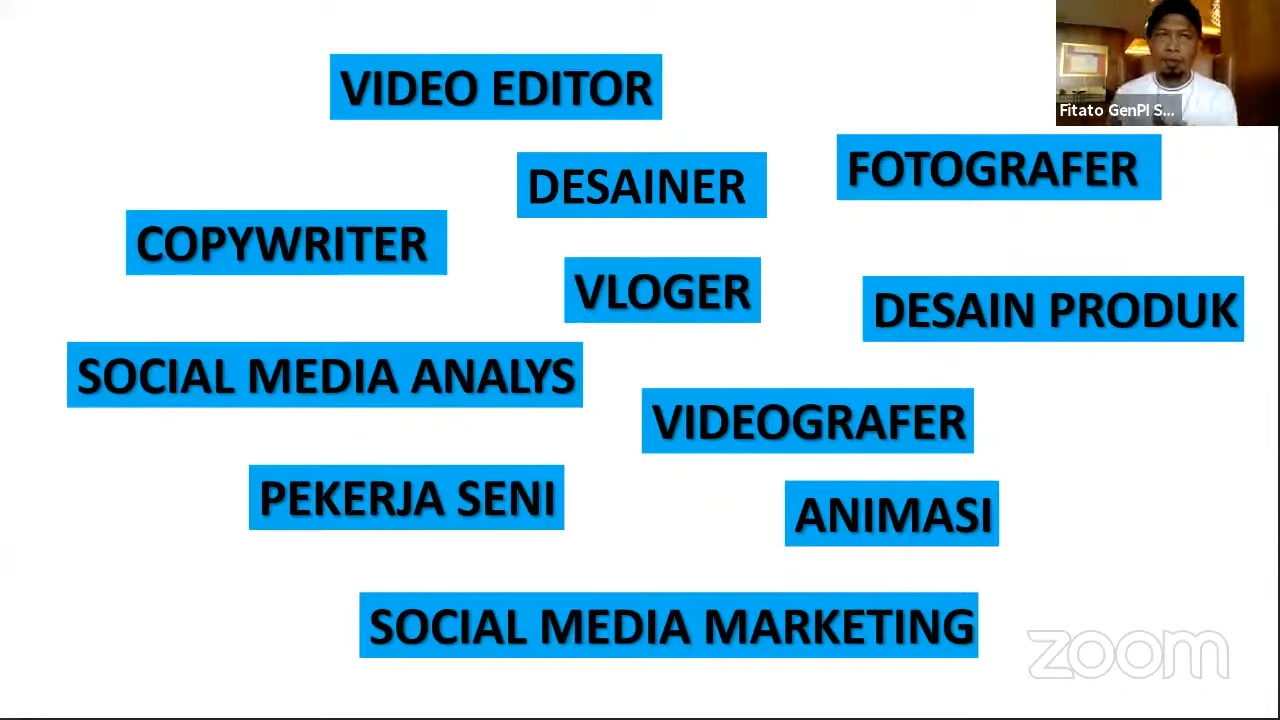 VIDEO EDITOR
Fitato GenPI S...
DESAINER
FOTOGRAFER
COPYWRITER
VLOGER
DESAIN PRODUK
SOCIAL MEDIA ANALYS
VIDEOGRAFER
PEKERJA SENI
ANIMASI
SOCIAL MEDIA MARKETING
zoom